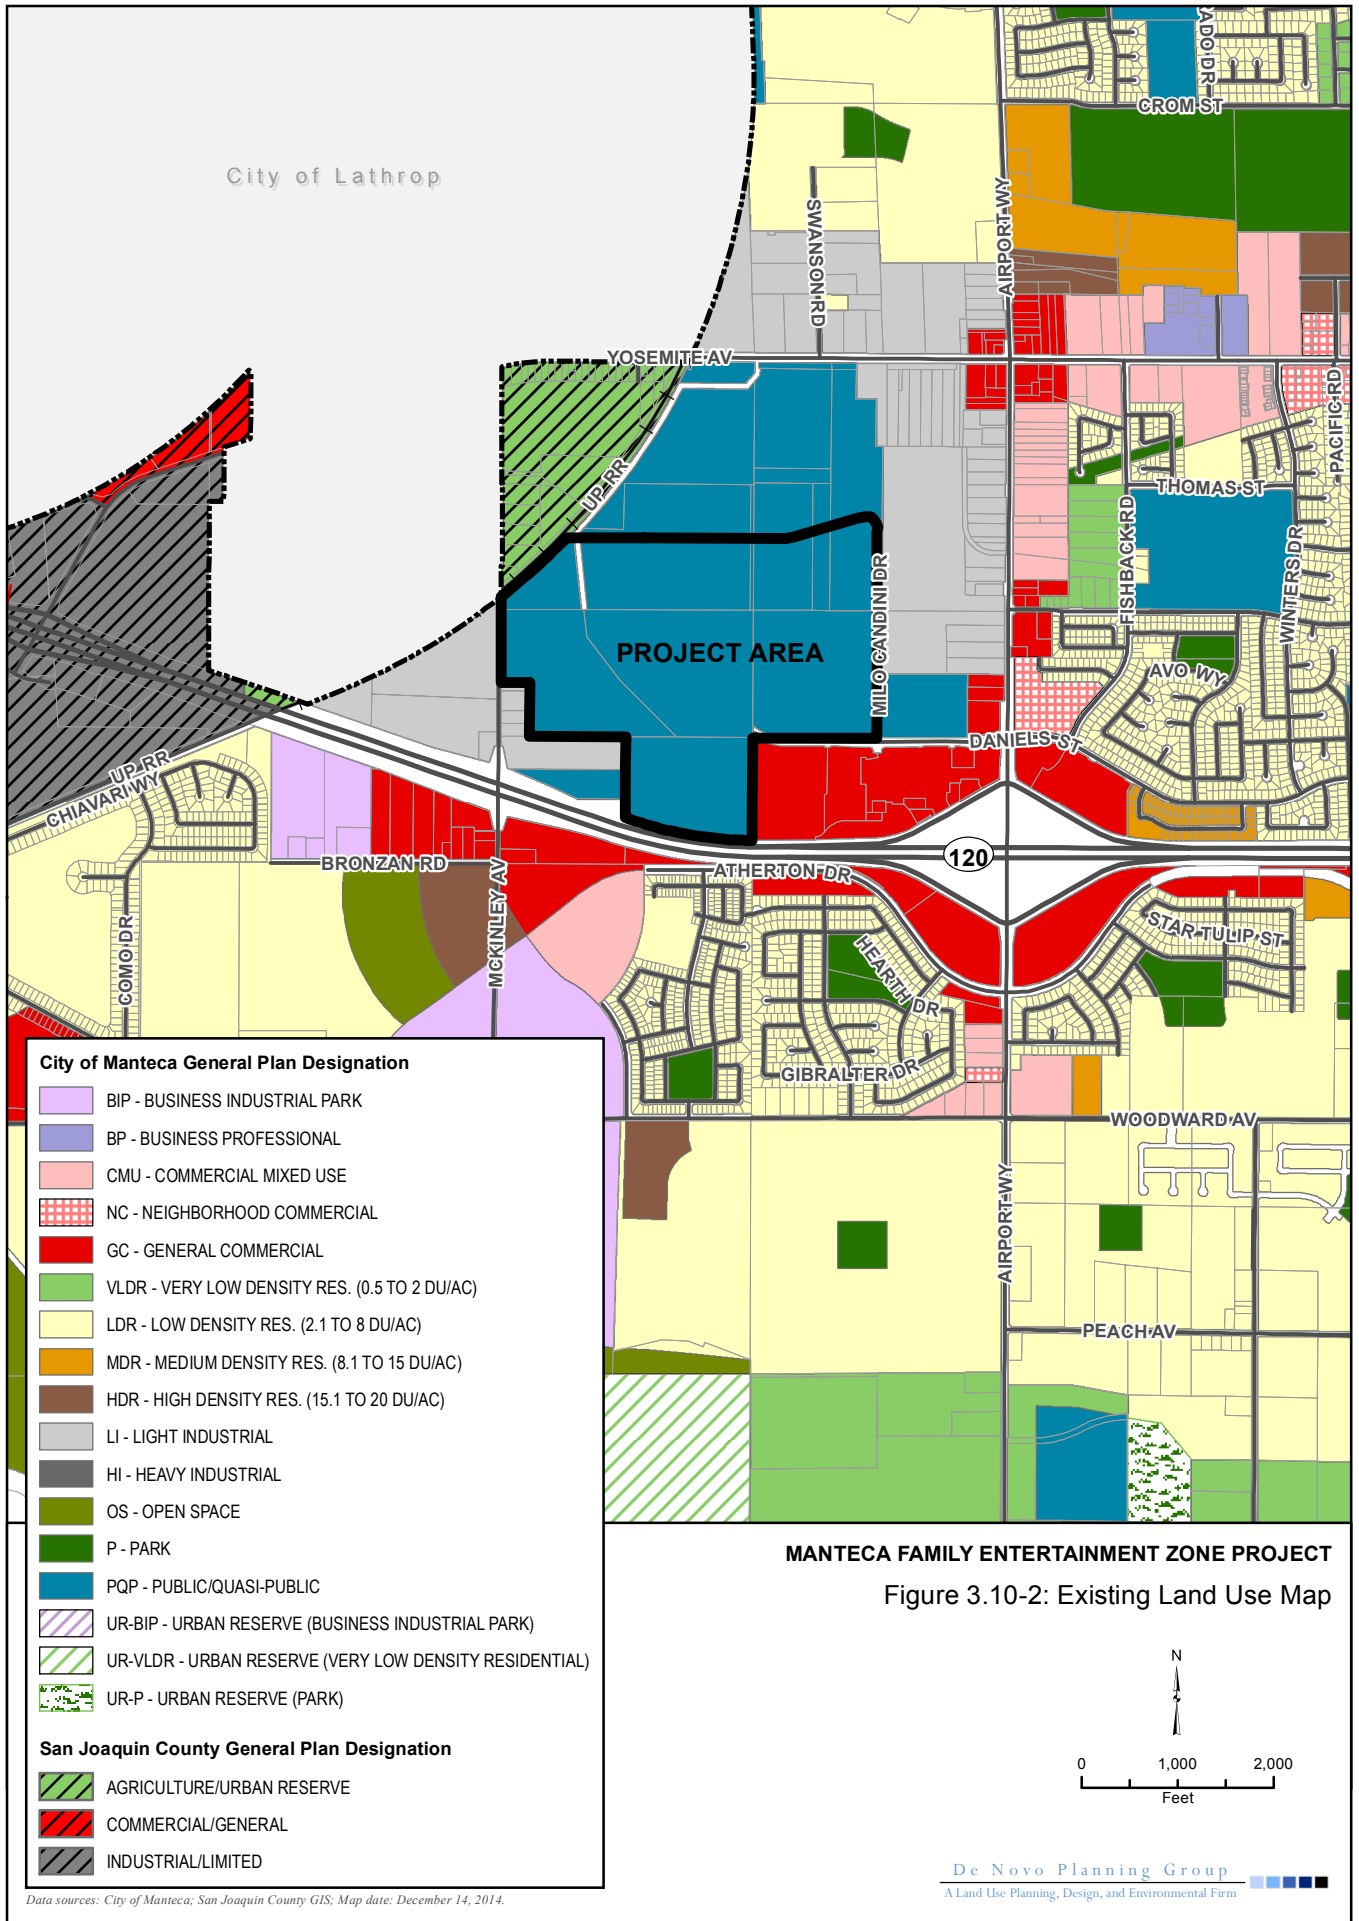 ADO DR
CROM ST
City of Lathrop
SWANSON RD
AIRPORT WY
YOSEMITE AV
PACIFIC RD
UP RR
THOMAS ST
FISHBACK RD
WINTERS DR
MILO CANDINI DR
PROJECT AREA
AVO WY
DANIELS ST
UP RR
CHIAVARI WY
BRONZAN RD
MCKINLEY AV
ATHERTON DR
120
COMO DR
HEARTH DR
STAR TULIP ST
GIBRALTER DR
WOODWARD AV
AIRPORT WY
PEACH AV
City of Manteca General Plan Designation
BIP - BUSINESS INDUSTRIAL PARK
BP - BUSINESS PROFESSIONAL
CMU - COMMERCIAL MIXED USE
NC - NEIGHBORHOOD COMMERCIAL
GC - GENERAL COMMERCIAL
VLDR - VERY LOW DENSITY RES. (0.5 TO 2 DU/AC)
LDR - LOW DENSITY RES. (2.1 TO 8 DU/AC)
MDR - MEDIUM DENSITY RES. (8.1 TO 15 DU/AC)
HDR - HIGH DENSITY RES. (15.1 TO 20 DU/AC)
LI - LIGHT INDUSTRIAL
HI - HEAVY INDUSTRIAL
OS - OPEN SPACE
P - PARK
PQP - PUBLIC/QUASI-PUBLIC
UR-BIP - URBAN RESERVE (BUSINESS INDUSTRIAL PARK)
UR-VLDR - URBAN RESERVE (VERY LOW DENSITY RESIDENTIAL)
UR-P - URBAN RESERVE (PARK)
San Joaquin County General Plan Designation
AGRICULTURE/URBAN RESERVE
COMMERCIAL/GENERAL
INDUSTRIAL/LIMITED
MANTECA FAMILY ENTERTAINMENT ZONE PROJECT
Figure 3.10-2: Existing Land Use Map
N
0 1,000 2,000
Feet
De Novo Planning Group
A Land Use Planning, Design, and Environmental Firm
Data sources: City of Manteca; San Joaquin County GIS; Map date: December 14, 2014.